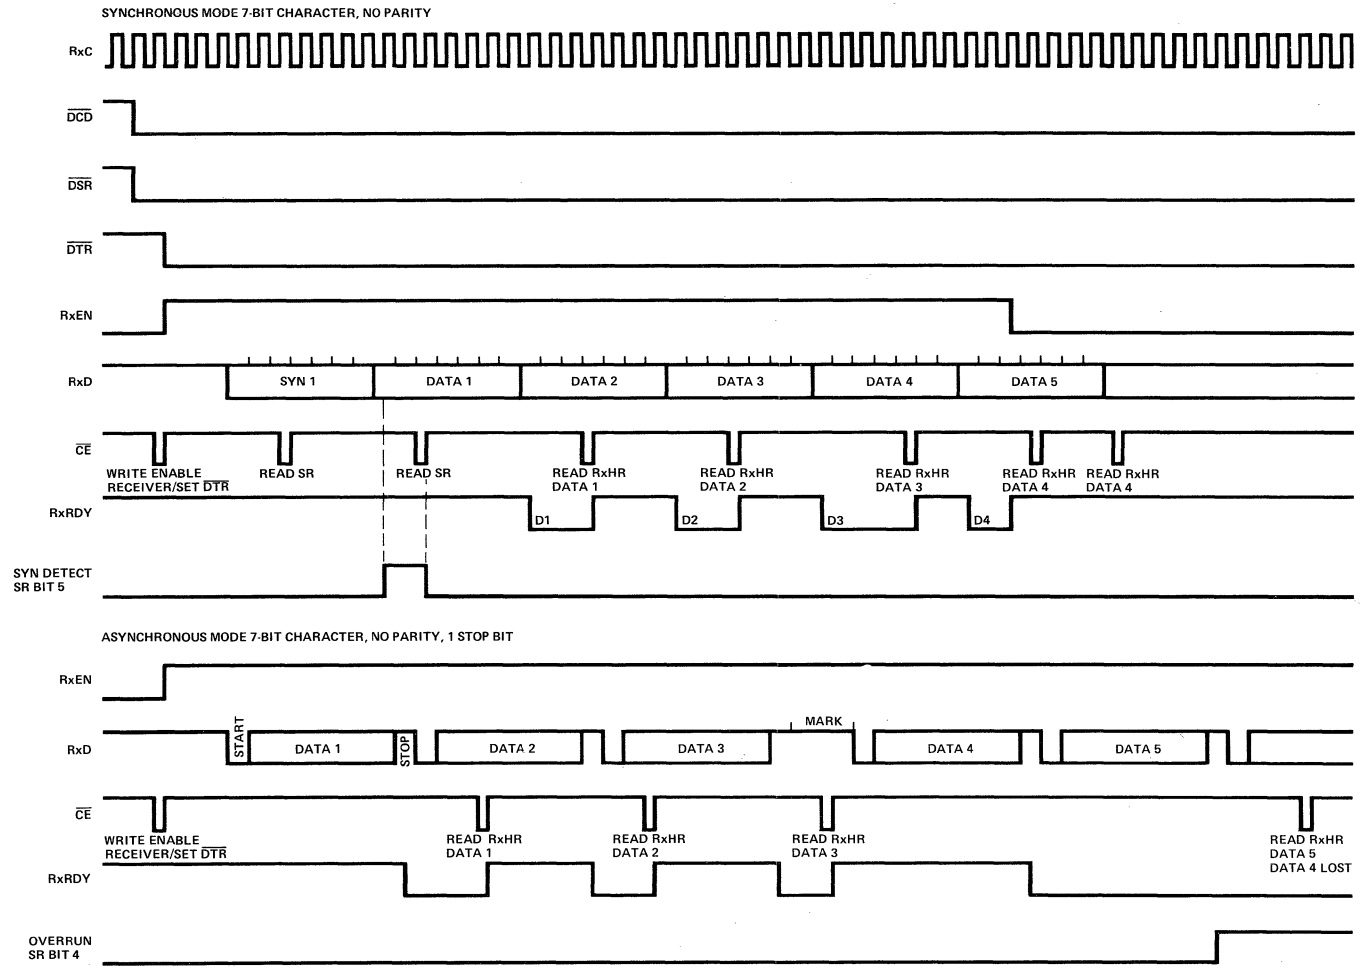 SYNCHRONOUS MODE 7-BIT CHARACTER, NO PARITY
RxC
DCD
DSR
DTR
RxEN
RxD
SYN 1
DATA 1
DATA 2
DATA 3
DATA 4
DATA 5
CE
WRITE ENABLE
RECEIVER/SET DTR
READ SR
READ SR
READ RxHR
DATA 1
READ RxHR
DATA 2
READ RxHR
DATA 3
READ RxHR
DATA 4
READ RxHR
DATA 4
RxRDY
D1
D2
D3
D4
SYN DETECT
SR BIT 5
ASYNCHRONOUS MODE 7-BIT CHARACTER, NO PARITY, 1 STOP BIT
RxEN
RxD
START
DATA 1
STOP
DATA 2
DATA 3
MARK
DATA 4
DATA 5
CE
WRITE ENABLE
RECEIVER/SET DTR
READ RxHR
DATA 1
READ RxHR
DATA 2
READ RxHR
DATA 3
READ RxHR
DATA 5
DATA 4 LOST
RxRDY
OVERRUN
SR BIT 4